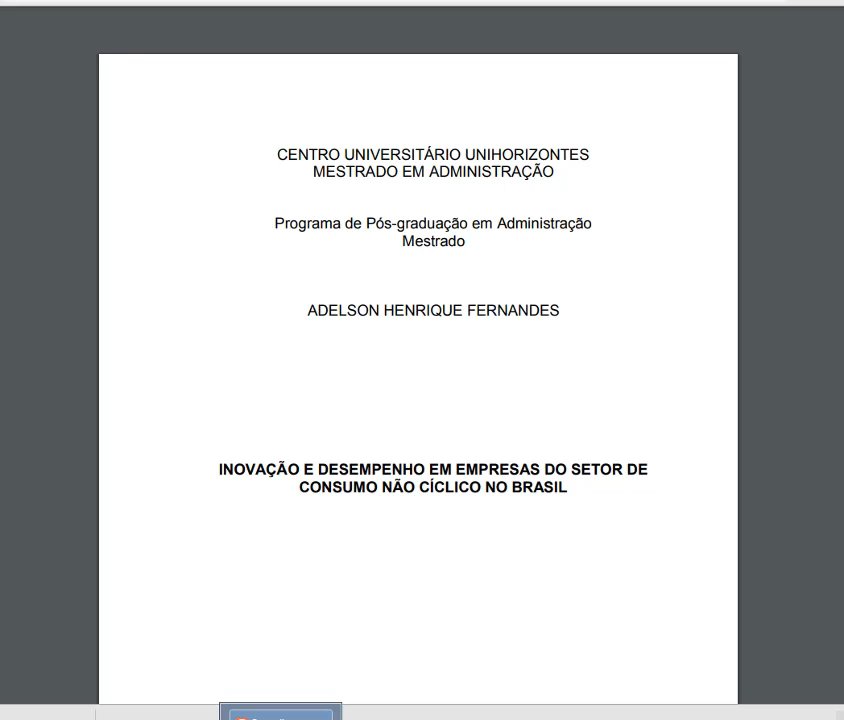 CENTRO UNIVERSITÁRIO UNIHORIZONTES
MESTRADO EM ADMINISTRAÇÃO
Programa de Pós-graduação em Administração
Mestrado
ADELSON HENRIQUE FERNANDES
INOVAÇÃO E DESEMPENHO EM EMPRESAS DO SETOR DE
CONSUMO NÃO CÍCLICO NO BRASIL